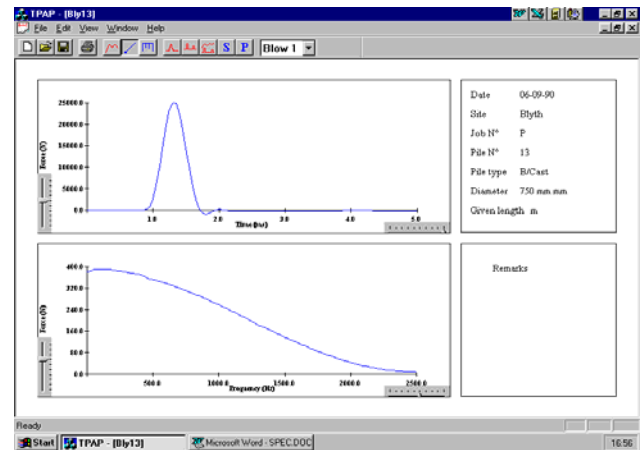 TPAP - [Bly13]
File Edit View Window Help
S P Blow 1
25000.0
20000.0
15000.0
10000.0
5000.0
0.0
Force (N)
1.0 2.0 3.0 4.0 5.0
Time (ms)
Date 06-09-90
Site Blyth
Job N° P
Pile N° 13
Pile type B/Cast
Diameter 750 mm mm
Given length m
400.0
320.0
240.0
160.0
80.0
0.0
Force (N)
500.0 1000.0 1500.0 2000.0 2500.0
Frequency (Hz)
Remarks
Ready
Start TPAP - [Bly13] Microsoft Word - SPEC.DOC 16:56